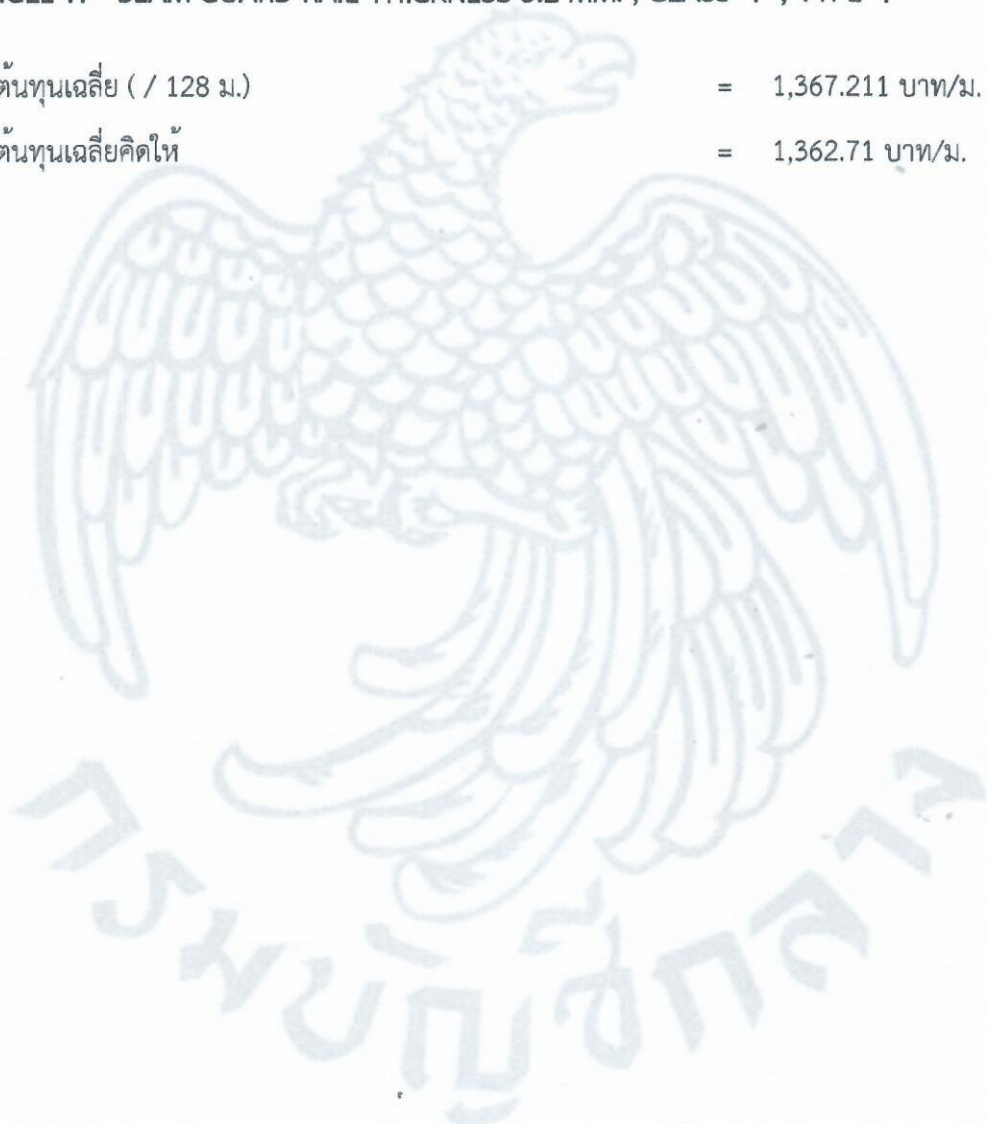 ต้นทุนเฉลี่ย ( / 128 ม.) = 1,367.211 บาท/ม.
ต้นทุนเฉลี่ยคิดให้ = 1,362.71 บาท/ม.
กรมบัญชีกลาง